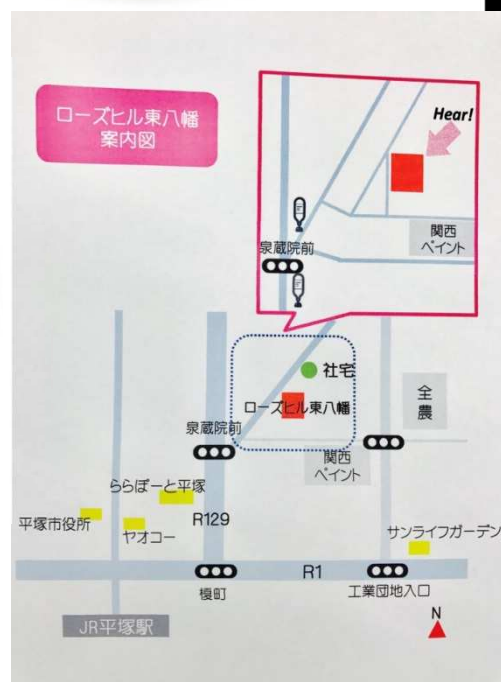 ローズヒル東八幡
案内図
Hear!
関西
ペイント
泉蔵院前
社宅
ローズヒル東八幡
全農
泉蔵院前
関西
ペイント
ららぽーと平塚
平塚市役所
ヤオコー
R129
サンライフガーデン
R1
榎町
工業団地入口
JR平塚駅
N